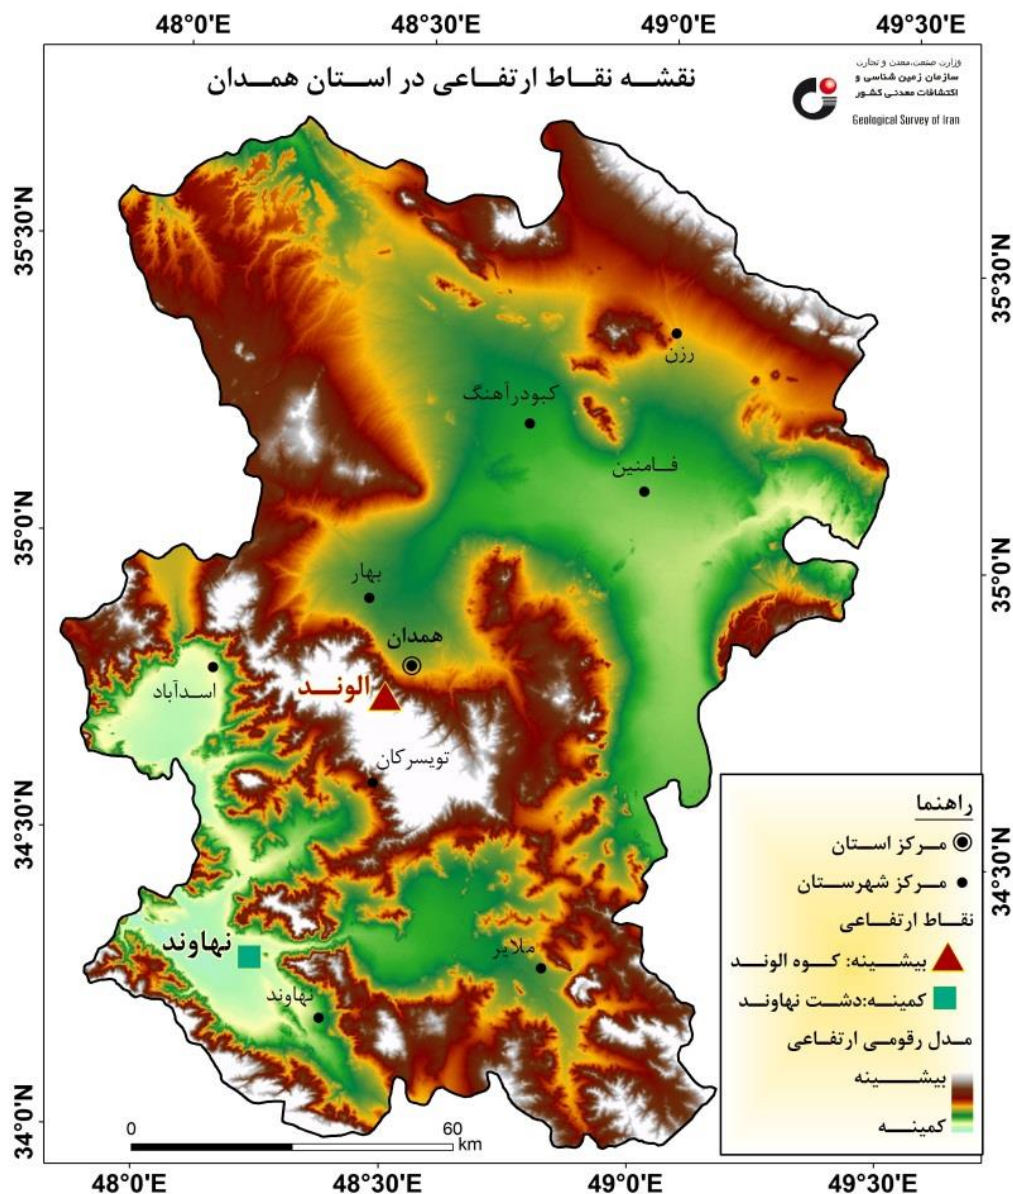 48°0'E 48°30'E 49°0'E
نقشه نقاط ارتفاعی در استان همدان
وزارت صنعت،معدن و تجارت
سازمان زمین شناسی و
اکتشافات معدنی کشور
Geological Survey of Iran
35°30'N
35°30'N
رزن
کبودرآهنگ
فامنین
35°0'N
35°0'N
بهار
همدان
الوند
اسدآباد
تویسرکان
34°30'N
34°30'N
نهاوند
ملایر
نهاوند
34°0'N
راهنما
مرکز استان
مرکز شهرستان
نقاط ارتفاعی
بیشینه: کوه الوند
کمینه:دشت نهاوند
مدل رقومی ارتفاعی
بیشینه
کمینه
0 60
km
48°0'E 48°30'E 49°0'E 49°30'E